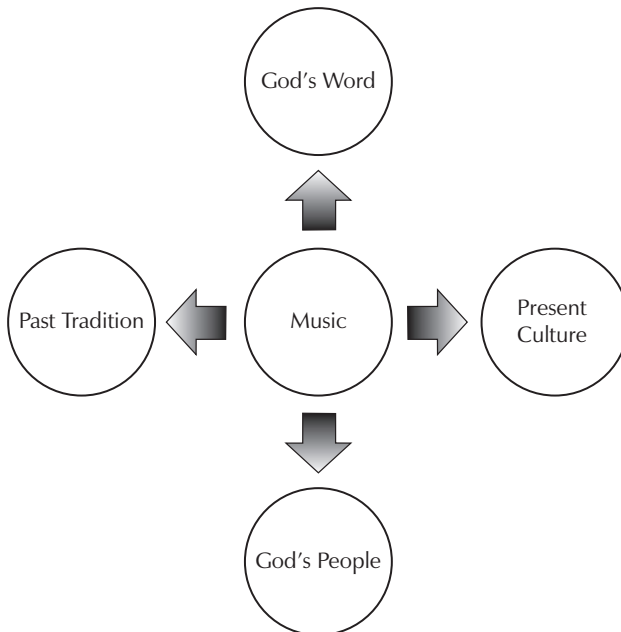 God's Word
Past Tradition
Music
Present
Culture
God's People